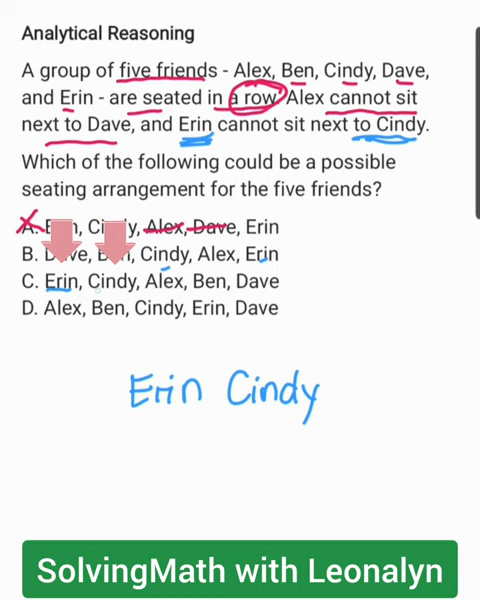 Analytical Reasoning
A group of five friends - Alex, Ben, Cindy, Dave,
and Erin - are seated in a row. Alex cannot sit
next to Dave, and Erin cannot sit next to Cindy.
Which of the following could be a possible
seating arrangement for the five friends?
A. Alex, Dave, Erin
B. Cindy, Alex, Erin
C. Erin, Cindy, Alex, Ben, Dave
D. Alex, Ben, Cindy, Erin, Dave
Erin Cindy
SolvingMath with Leonalyn